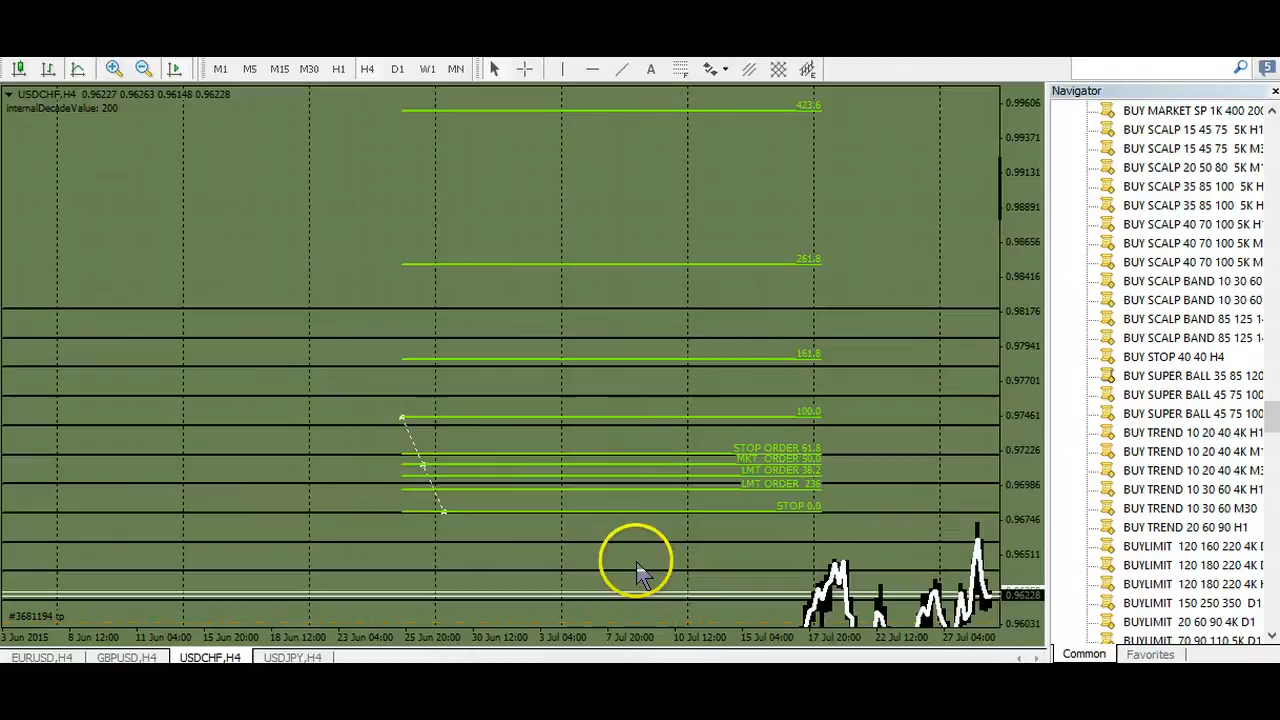 M1 M5 M15 M30 H1 H4 D1 W1 MN A
5
USDCHF,H4 0.96227 0.96263 0.96148 0.96228
InternalDecadeValue: 200
423.6
261.8
161.8
100.0
STOP ORDER 61.8
MKT ORDER 50.0
LMT ORDER 38.2
LMT ORDER 236
STOP 0.0
#3681194 tp
0.99606
0.99371
0.99131
0.98891
0.98656
0.98416
0.98176
0.97941
0.97701
0.97461
0.97226
0.96986
0.96746
0.96511
0.96228
0.96031
3 Jun 2015 8 Jun 12:00 11 Jun 04:00 15 Jun 20:00 18 Jun 12:00 23 Jun 04:00 25 Jun 20:00 30 Jun 12:00 3 Jul 04:00 7 Jul 20:00 10 Jul 12:00 15 Jul 04:00 17 Jul 20:00 22 Jul 12:00 27 Jul 04:00
EURUSD,H4 GBPUSD,H4 USDCHF,H4 USDJPY,H4
Navigator
BUY MARKET SP 1K 400 200
BUY SCALP 15 45 75 5K H1
BUY SCALP 15 45 75 5K M
BUY SCALP 20 50 80 5K M
BUY SCALP 35 85 100 5K H
BUY SCALP 35 85 100 5K M
BUY SCALP 40 70 100 5K H
BUY SCALP 40 70 100 5K M
BUY SCALP 40 70 100 5K M
BUY SCALP BAND 10 30 60
BUY SCALP BAND 10 30 60
BUY SCALP BAND 85 125 1
BUY SCALP BAND 85 125 1
BUY STOP 40 40 H4
BUY SUPER BALL 35 85 120
BUY SUPER BALL 45 75 100
BUY SUPER BALL 45 75 100
BUY TREND 10 20 40 4K H
BUY TREND 10 20 40 4K M
BUY TREND 10 20 40 4K M
BUY TREND 10 30 60 4K H
BUY TREND 10 30 60 M30
BUY TREND 20 60 90 H1
BUYLIMIT 120 160 220 4K
BUYLIMIT 120 180 220 4K
BUYLIMIT 120 180 220 4K
BUYLIMIT 150 250 350 D1
BUYLIMIT 20 60 90 4K D1
BUYLIMIT 70 90 110 5K D
Common Favorites